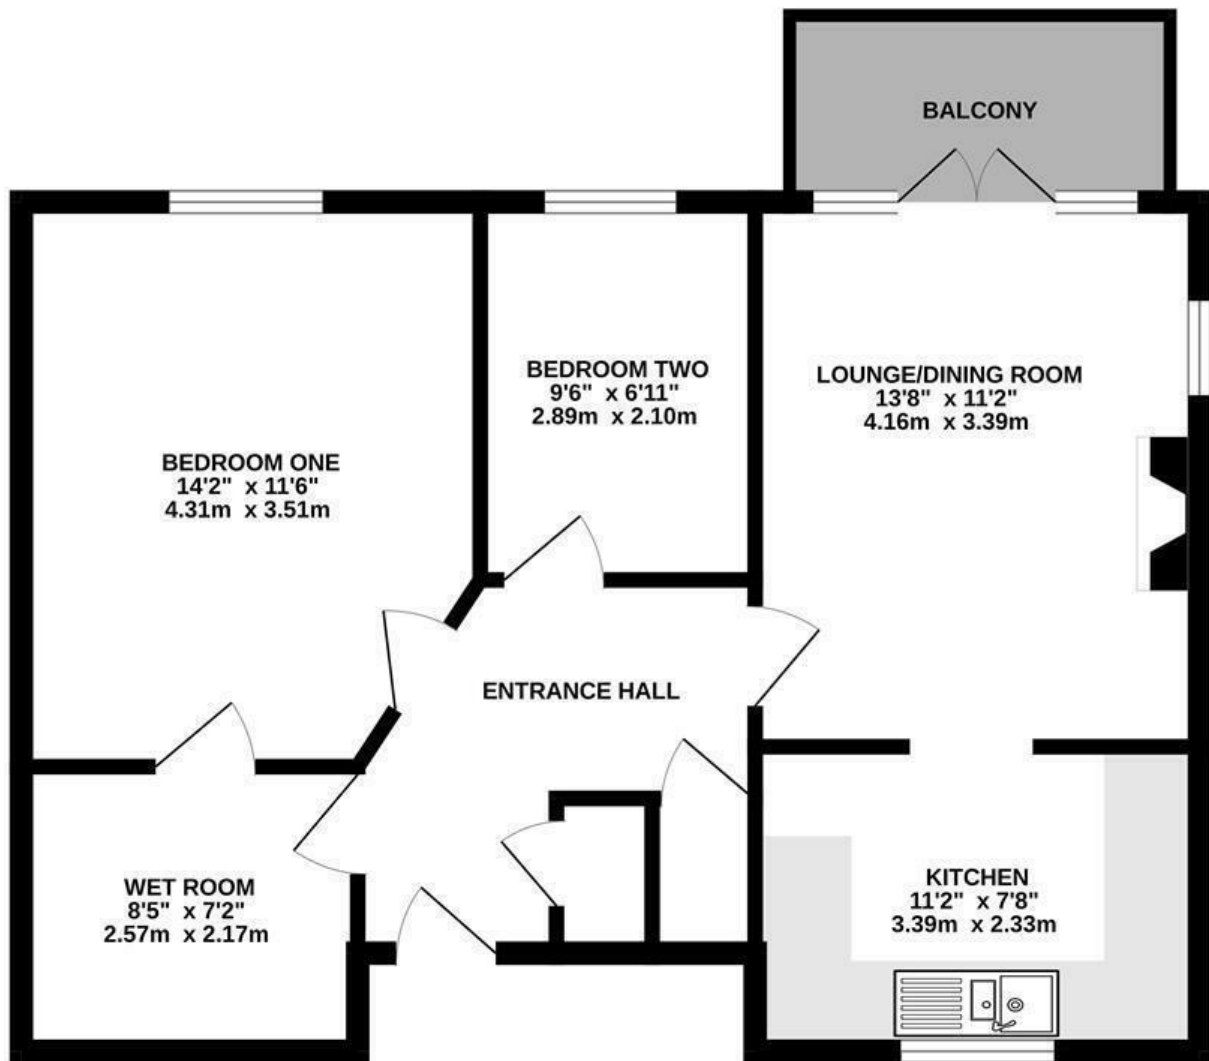 BALCONY
BEDROOM TWO
9'6" x 6'11"
2.89m x 2.10m
LOUNGE/DINING ROOM
13'8" x 11'2"
4.16m x 3.39m
BEDROOM ONE
14'2" x 11'6"
4.31m x 3.51m
ENTRANCE HALL
WET ROOM
8'5" x 7'2"
2.57m x 2.17m
KITCHEN
11'2" x 7'8"
3.39m x 2.33m